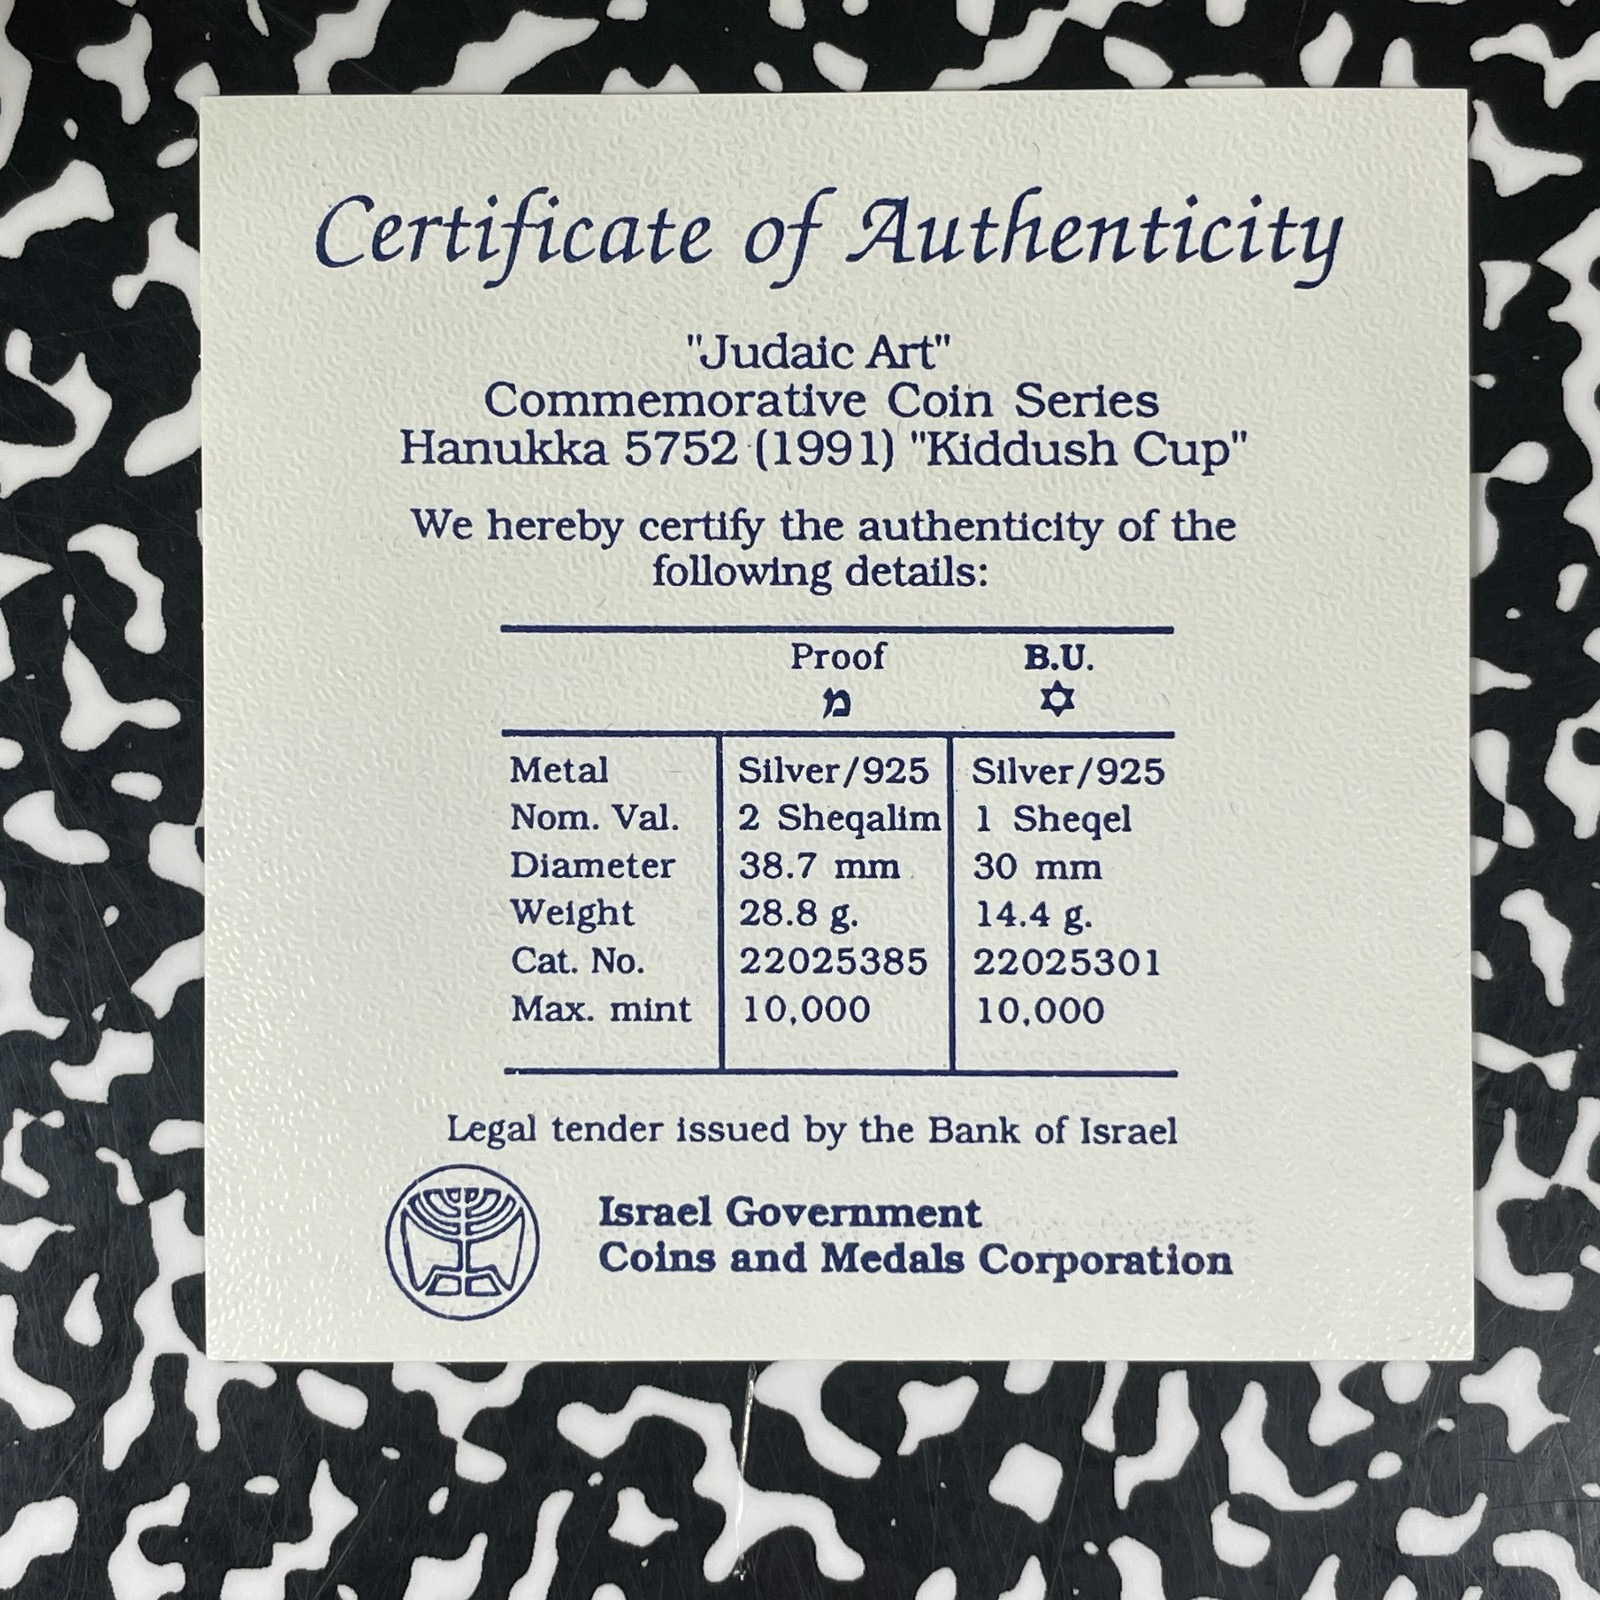 Certificate of Authenticity
"Judaic Art"
Commemorative Coin Series
Hanukka 5752 (1991) "Kiddush Cup"
We hereby certify the authenticity of the
following details:
Proof B.U.
מ ✡
Metal Silver/925 Silver/925
Nom. Val. 2 Sheqalim 1 Sheqel
Diameter 38.7 mm 30 mm
Weight 28.8 g. 14.4 g.
Cat. No. 22025385 22025301
Max. mint 10,000 10,000
Legal tender issued by the Bank of Israel
Israel Government
Coins and Medals Corporation